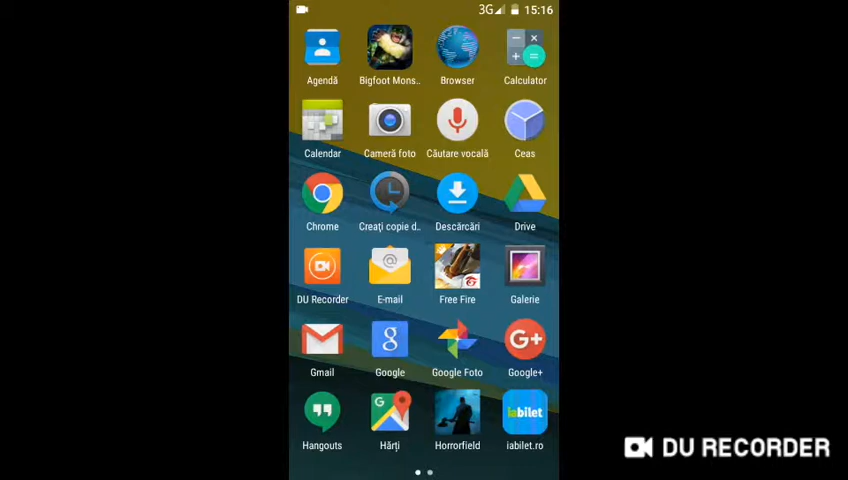 3G 15:16
Agendă Bigfoot Mons.. Browser Calculator
Calendar Cameră foto Căutare vocală Ceas
Chrome Creați copie d.. Descărcări Drive
DU Recorder E-mail Free Fire Galerie
Gmail Google Google Foto Google+
Hangouts Hărți Horrorfield iabilet.ro
DU RECORDER